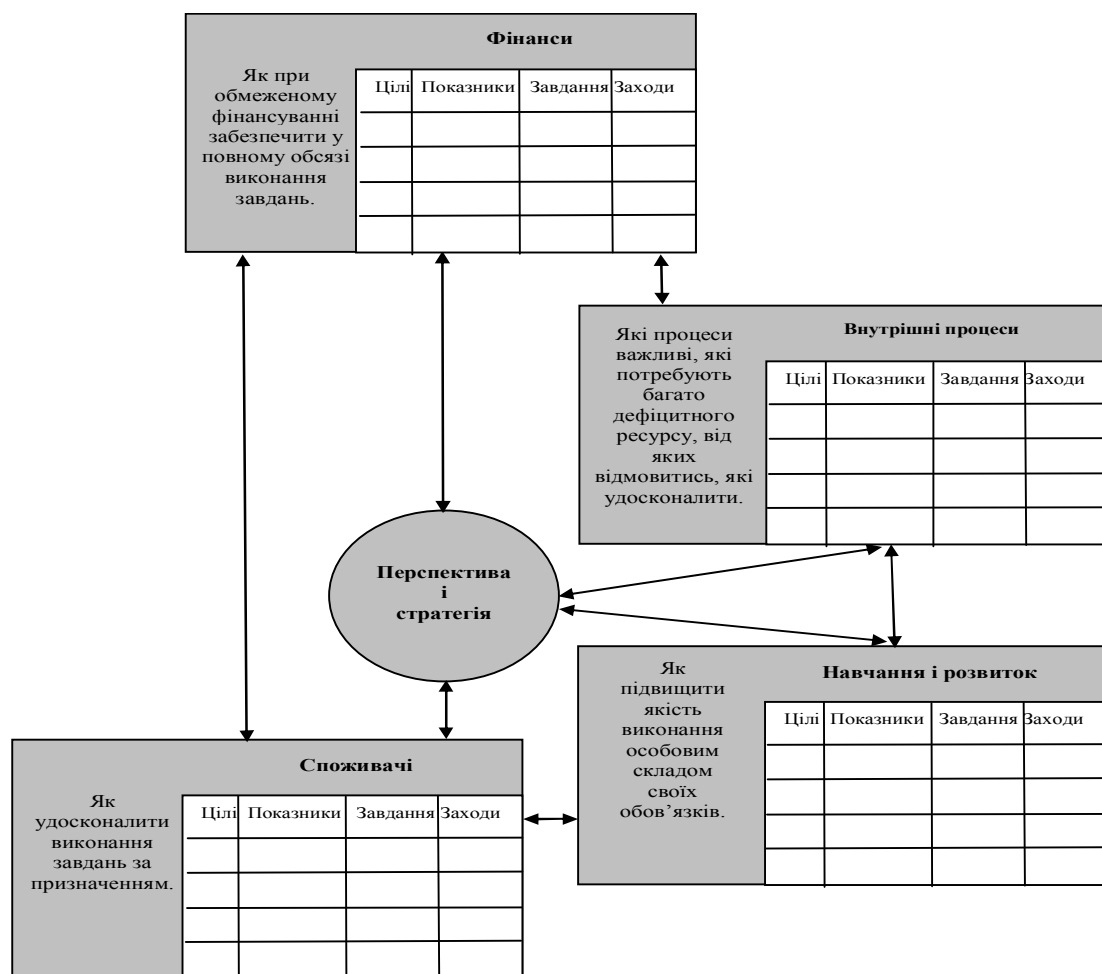 Фінанси
Як при
обмеженому
фінансуванні
забезпечити у
повному обсязі
виконання
завдань.
Цілі Показники Завдання Заходи
Внутрішні процеси
Які процеси
важливі, які
потребують
багато
дефіцитного
ресурсу, від
яких
відмовитись, які
удосконалити.
Цілі Показники Завдання Заходи
Перспектива
і
стратегія
Навчання і розвиток
Як
підвищити
якість
виконання
особовим
складом
своїх
обов’язків.
Цілі Показники Завдання Заходи
Споживачі
Як
удосконалити
виконання
завдань за
призначенням.
Цілі Показники Завдання Заходи